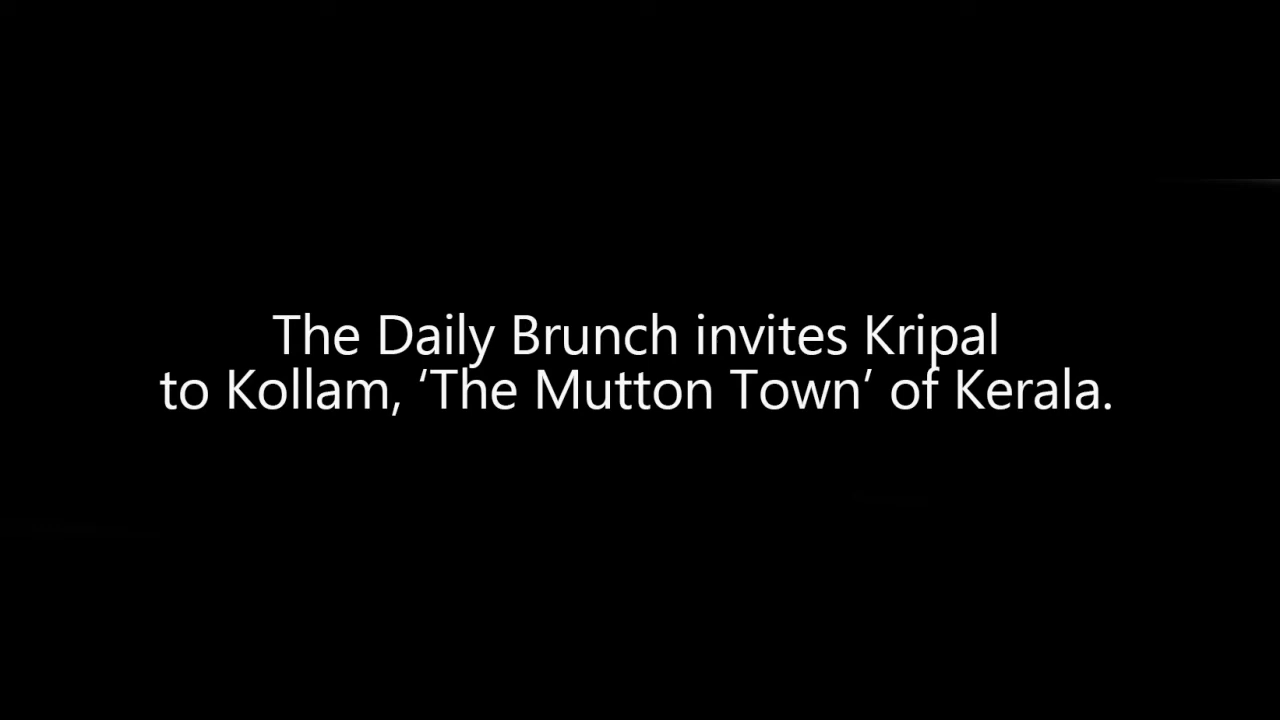 The Daily Brunch invites Kripal
to Kollam, ‘The Mutton Town’ of Kerala.